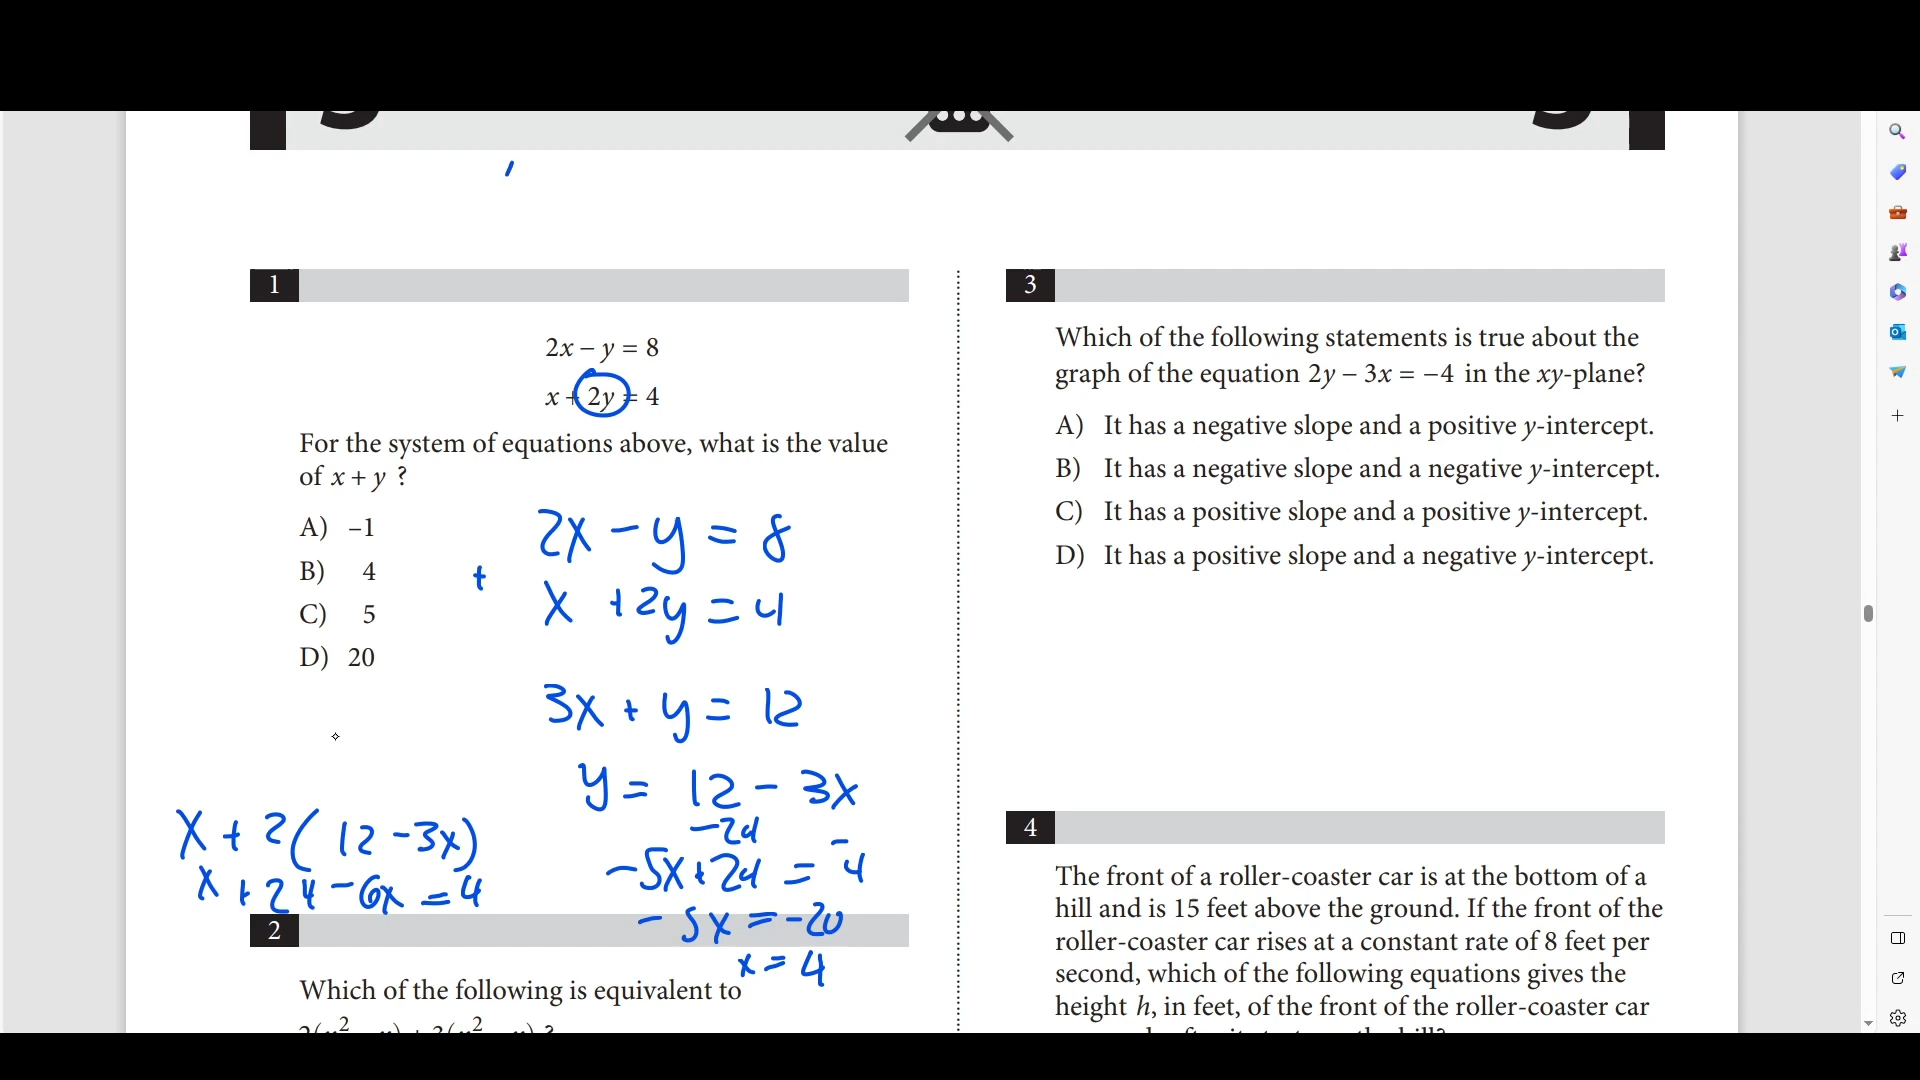 1
2x − y = 8
x + 2y = 4
For the system of equations above, what is the value
of x + y ?
A) –1
B) 4
C) 5
D) 20
2x - y = 8
+
x + 2y = 4
3x + y = 12
y = 12 - 3x
x + 2(12 - 3x)
x + 24 - 6x = 4
-24 -
-5x + 24 = 4
-5x = -20
x = 4
2
Which of the following is equivalent to
3
Which of the following statements is true about the
graph of the equation 2y − 3x = −4 in the xy-plane?
A) It has a negative slope and a positive y-intercept.
B) It has a negative slope and a negative y-intercept.
C) It has a positive slope and a positive y-intercept.
D) It has a positive slope and a negative y-intercept.
4
The front of a roller-coaster car is at the bottom of a
hill and is 15 feet above the ground. If the front of the
roller-coaster car rises at a constant rate of 8 feet per
second, which of the following equations gives the
height h, in feet, of the front of the roller-coaster car